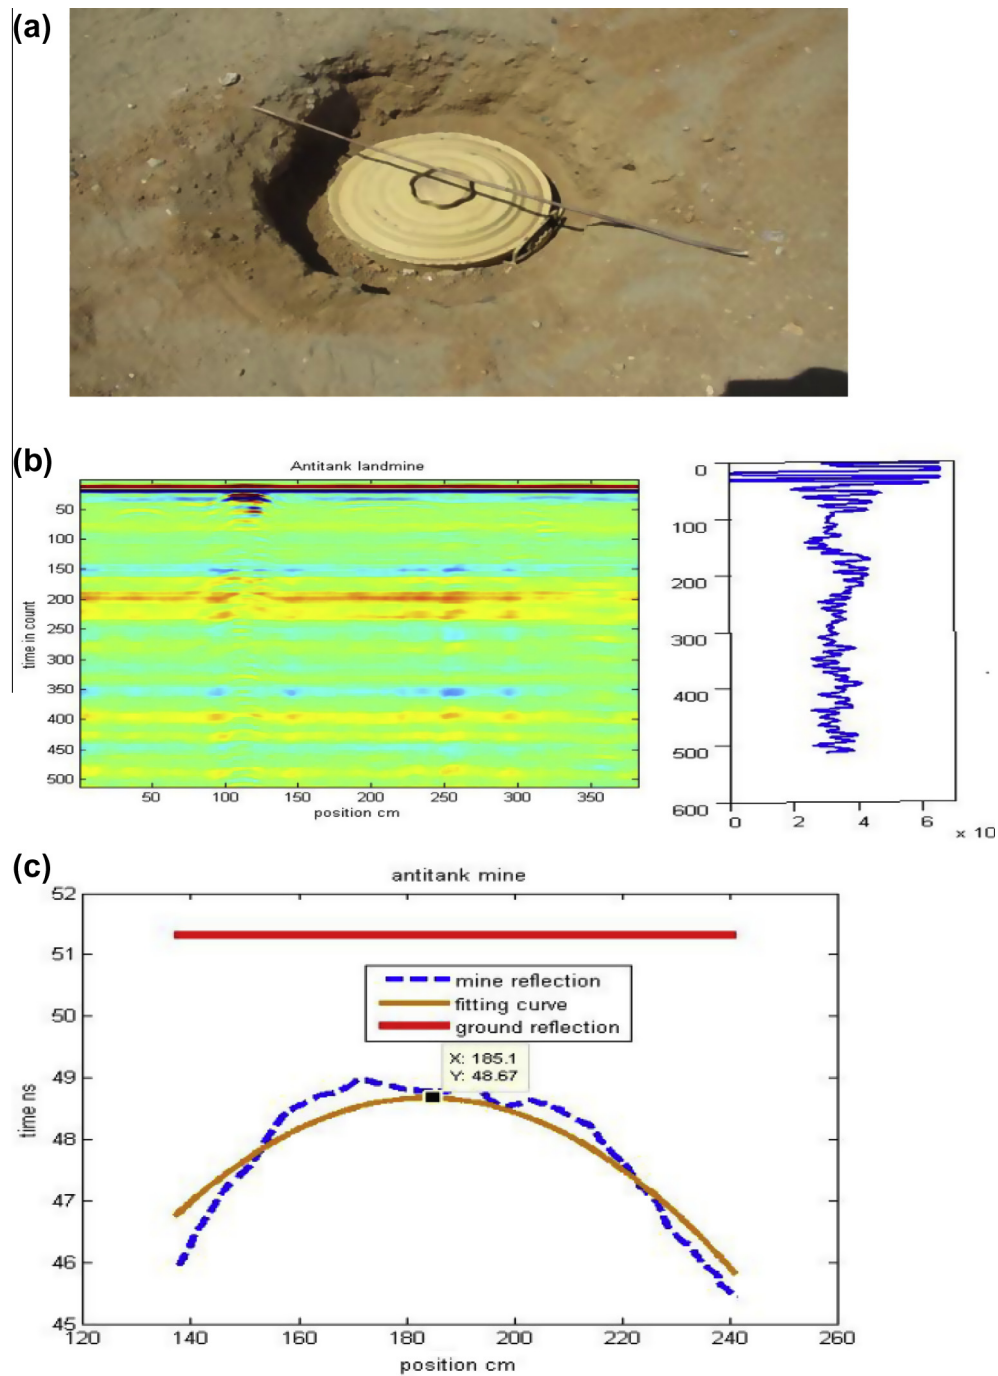 (a)
(b)
Antitank landmine
50
100
150
200
250
300
350
400
450
500
time in count
50 100 150 200 250 300 350
position cm
0
100
200
300
400
500
600
0 2 4 6
x 10
(c)
antitank mine
52
51
50
49
48
47
46
45
time ns
mine reflection
fitting curve
ground reflection
X: 185.1
Y: 48.67
120 140 160 180 200 220 240 260
position cm